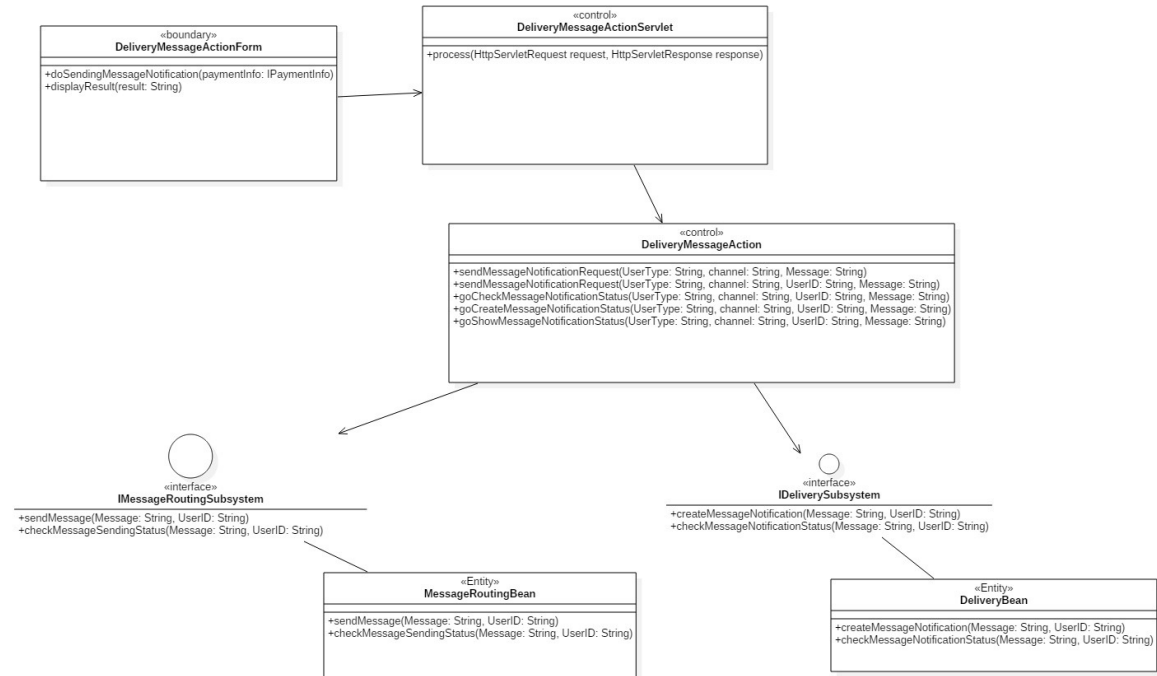 «boundary»
DeliveryMessageActionForm
+doSendingMessageNotification(paymentInfo: IPaymentInfo)
+displayResult(result: String)
«control»
DeliveryMessageActionServlet
+process(HttpServletRequest request, HttpServletResponse response)
«control»
DeliveryMessageAction
+sendMessageNotificationRequest(UserType: String, channel: String, Message: String)
+sendMessageNotificationRequest(UserType: String, channel: String, UserID: String, Message: String)
+goCheckMessageNotificationStatus(UserType: String, channel: String, UserID: String, Message: String)
+goCreateMessageNotificationStatus(UserType: String, channel: String, UserID: String, Message: String)
+goShowMessageNotificationStatus(UserType: String, channel: String, UserID: String, Message: String)
«interface»
IMessageRoutingSubsystem
+sendMessage(Message: String, UserID: String)
+checkMessageSendingStatus(Message: String, UserID: String)
«interface»
IDeliverySubsystem
+createMessageNotification(Message: String, UserID: String)
+checkMessageNotificationStatus(Message: String, UserID: String)
«Entity»
MessageRoutingBean
+sendMessage(Message: String, UserID: String)
+checkMessageSendingStatus(Message: String, UserID: String)
«Entity»
DeliveryBean
+createMessageNotification(Message: String, UserID: String)
+checkMessageNotificationStatus(Message: String, UserID: String)